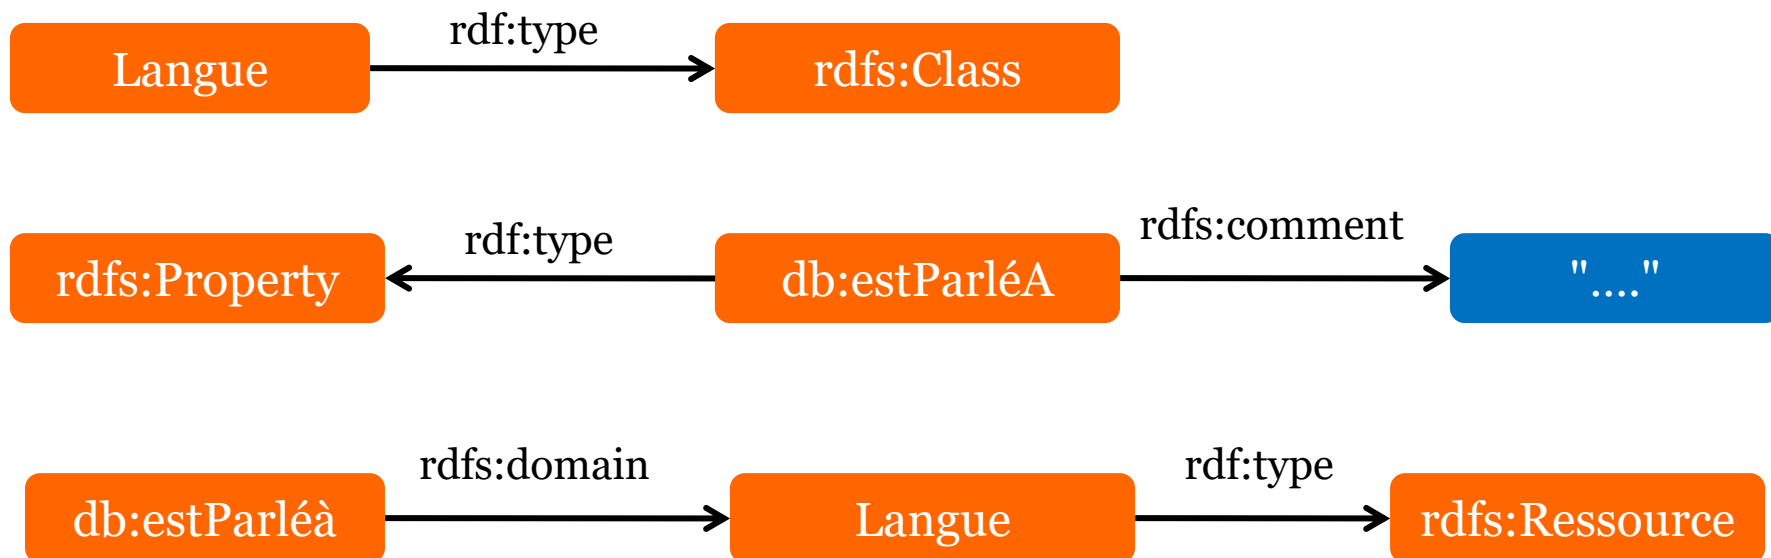 rdf:type
Langue
rdfs:Class
rdf:type
rdfs:comment
rdfs:Property
db:estParléA
"...."
rdfs:domain
rdf:type
db:estParléà
Langue
rdfs:Ressource